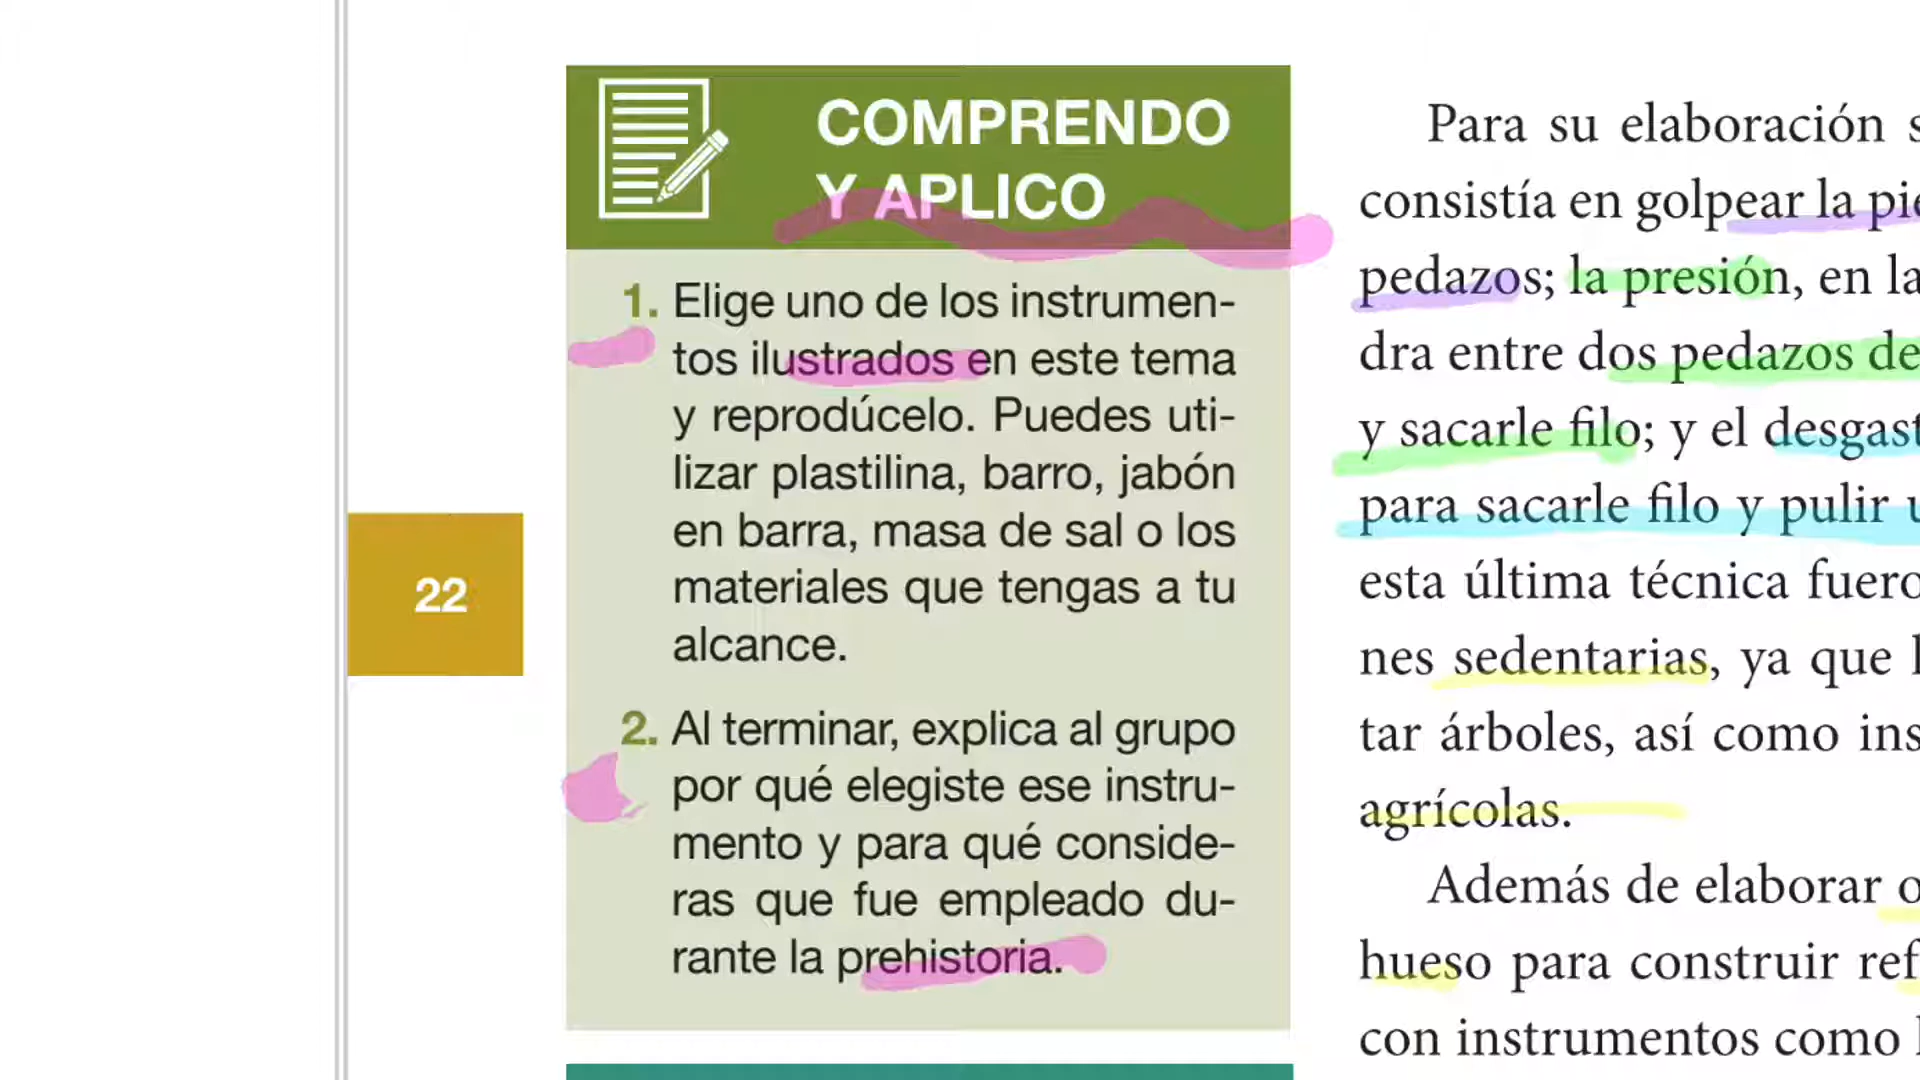 COMPRENDO
Y APLICO
1. Elige uno de los instrumen-
tos ilustrados en este tema
y reprodúcelo. Puedes uti-
lizar plastilina, barro, jabón
en barra, masa de sal o los
materiales que tengas a tu
alcance.
2. Al terminar, explica al grupo
por qué elegiste ese instru-
mento y para qué conside-
ras que fue empleado du-
rante la prehistoria.
22
Para su elaboración
consistía en golpear la
pedazos; la presión, en
dra entre dos pedazos de
y sacarle filo; y el
para sacarle filo y pulir
esta última técnica
nes sedentarias, ya que
tar árboles, así como
agrícolas.
Además de elaborar
hueso para construir
con instrumentos como